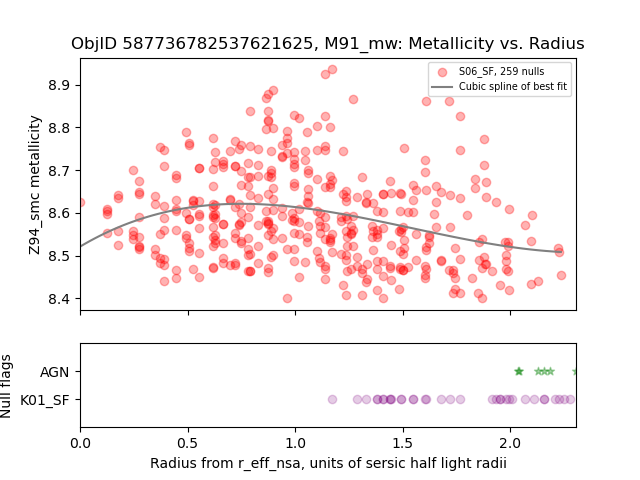 ObjID 587736782537621625, M91_mw: Metallicity vs. Radius
S06_SF, 259 nulls
Cubic spline of best fit
Z94_smc metallicity
8.9
8.8
8.7
8.6
8.5
8.4
Null flags
AGN
K01_SF
0.0 0.5 1.0 1.5 2.0
Radius from r_eff_nsa, units of sersic half light radii